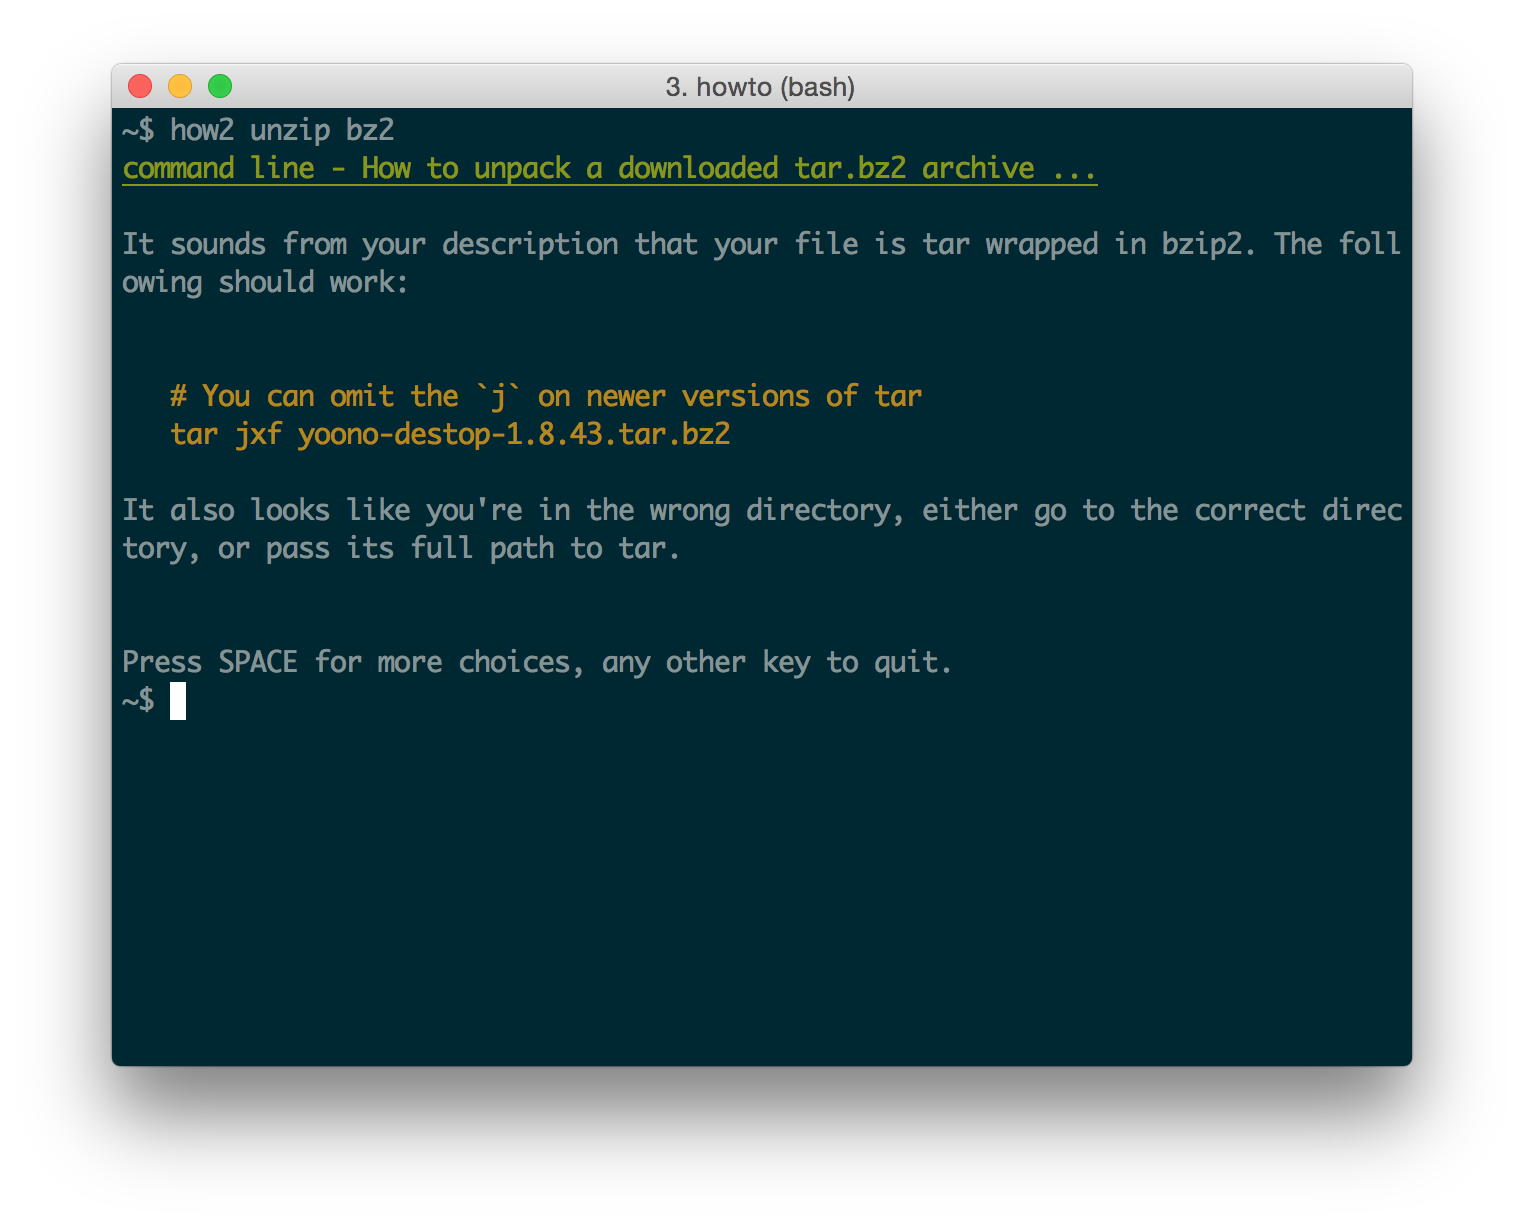 3. howto (bash)
~$ how2 unzip bz2
command line - How to unpack a downloaded tar.bz2 archive ...
It sounds from your description that your file is tar wrapped in bzip2. The foll
owing should work:
# You can omit the `j` on newer versions of tar
tar jxf yoono-destop-1.8.43.tar.bz2
It also looks like you're in the wrong directory, either go to the correct direc
tory, or pass its full path to tar.
Press SPACE for more choices, any other key to quit.
~$